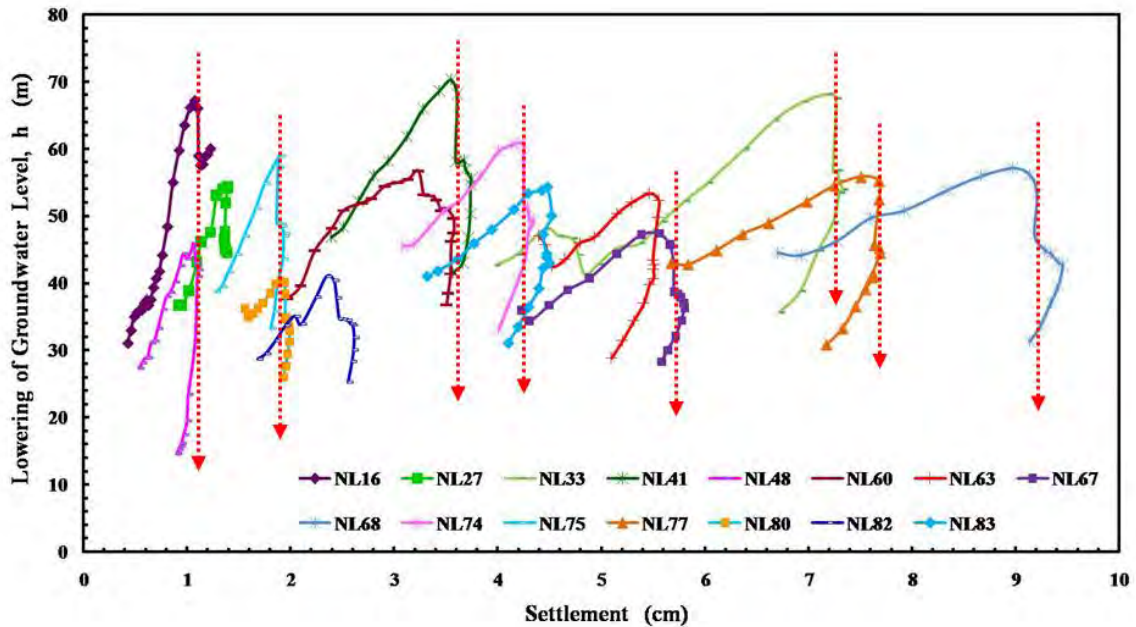 Lowering of Groundwater Level, h (m)
80
70
60
50
40
30
20
10
0
NL16 NL27 NL33 NL41 NL48 NL60 NL63 NL67
NL68 NL74 NL75 NL77 NL80 NL82 NL83
0 1 2 3 4 5 6 7 8 9 10
Settlement (cm)